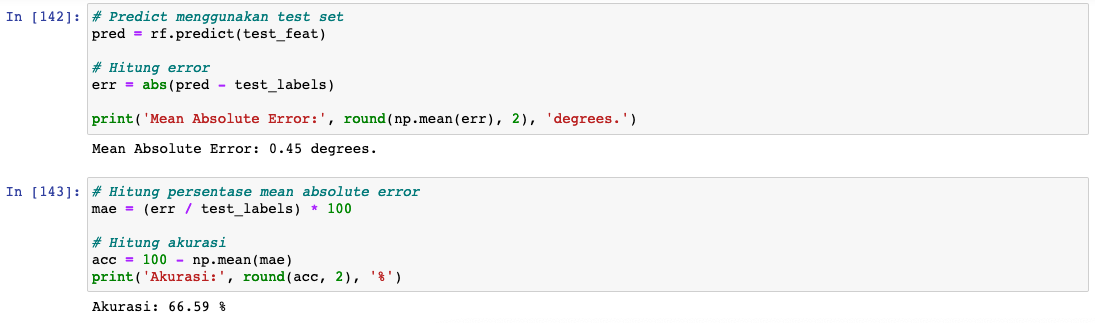 In [142]: # Predict menggunakan test set
pred = rf.predict(test_feat)
# Hitung error
err = abs(pred - test_labels)
print('Mean Absolute Error:', round(np.mean(err), 2), 'degrees.')
Mean Absolute Error: 0.45 degrees.
In [143]: # Hitung persentase mean absolute error
mae = (err / test_labels) * 100
# Hitung akurasi
acc = 100 - np.mean(mae)
print('Akurasi:', round(acc, 2), '%')
Akurasi: 66.59 %